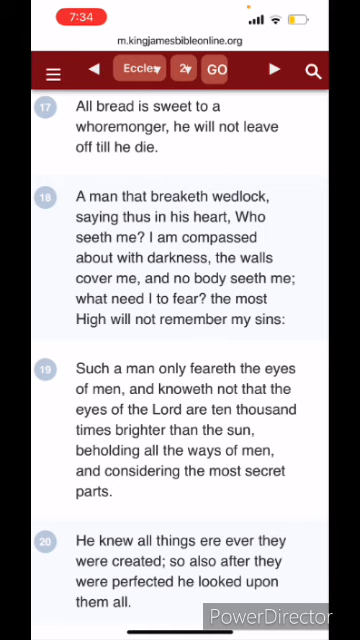 7:34
m.kingjamesbibleonline.org
Eccles 2 GO
17 All bread is sweet to a
whoremonger, he will not leave
off till he die.
18 A man that breaketh wedlock,
saying thus in his heart, Who
seeth me? I am compassed
about with darkness, the walls
cover me, and no body seeth me;
what need I to fear? the most
High will not remember my sins:
19 Such a man only feareth the eyes
of men, and knoweth not that the
eyes of the Lord are ten thousand
times brighter than the sun,
beholding all the ways of men,
and considering the most secret
parts.
20 He knew all things ere ever they
were created; so also after they
were perfected he looked upon
them all.
PowerDirector